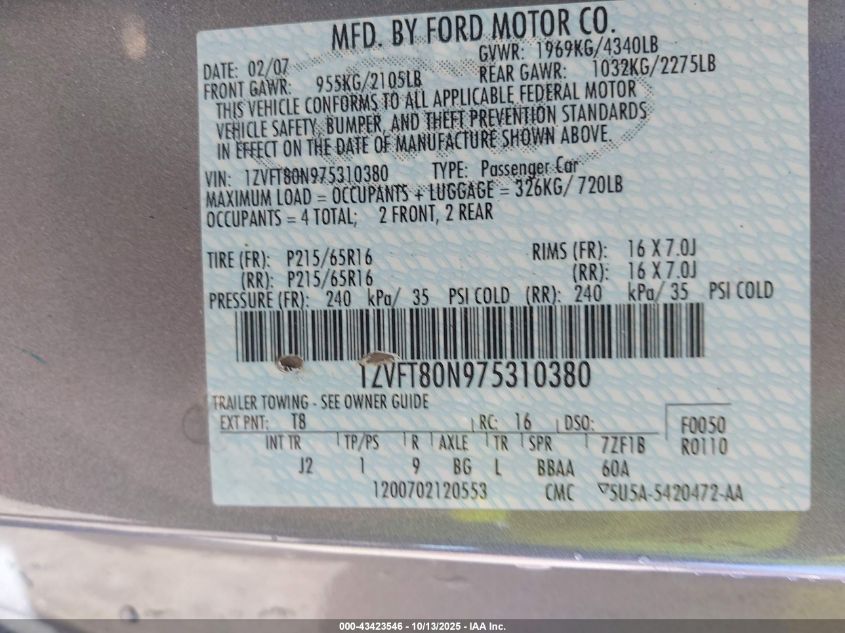 MFD. BY FORD MOTOR CO.
DATE: 02/07 GVWR: 1969KG/4340LB
FRONT GAWR: 955KG/2105LB REAR GAWR: 1032KG/2275LB
THIS VEHICLE CONFORMS TO ALL APPLICABLE FEDERAL MOTOR
VEHICLE SAFETY, BUMPER, AND THEFT PREVENTION STANDARDS
IN EFFECT ON THE DATE OF MANUFACTURE SHOWN ABOVE.
VIN: 1ZVFT80N975310380 TYPE: Passenger Car
MAXIMUM LOAD = OCCUPANTS + LUGGAGE = 326KG/ 720LB
OCCUPANTS = 4 TOTAL; 2 FRONT, 2 REAR
TIRE (FR): P215/65R16 RIMS (FR): 16 X 7.0J
(RR): P215/65R16 (RR): 16 X 7.0J
PRESSURE (FR): 240 kPa/ 35 PSI COLD (RR): 240 kPa/ 35 PSI COLD
1ZVFT80N975310380
TRAILER TOWING - SEE OWNER GUIDE
EXT PNT: T8 RC: 16 DSO: F0050
INT TR TP/PS R AXLE TR SPR 7ZF1B R0110
J2 1 9 BG L BBAA 60A
1200702120553 CMC ▽5U5A-5420472-AA
000-43423546 - 10/13/2025 - IAA Inc.